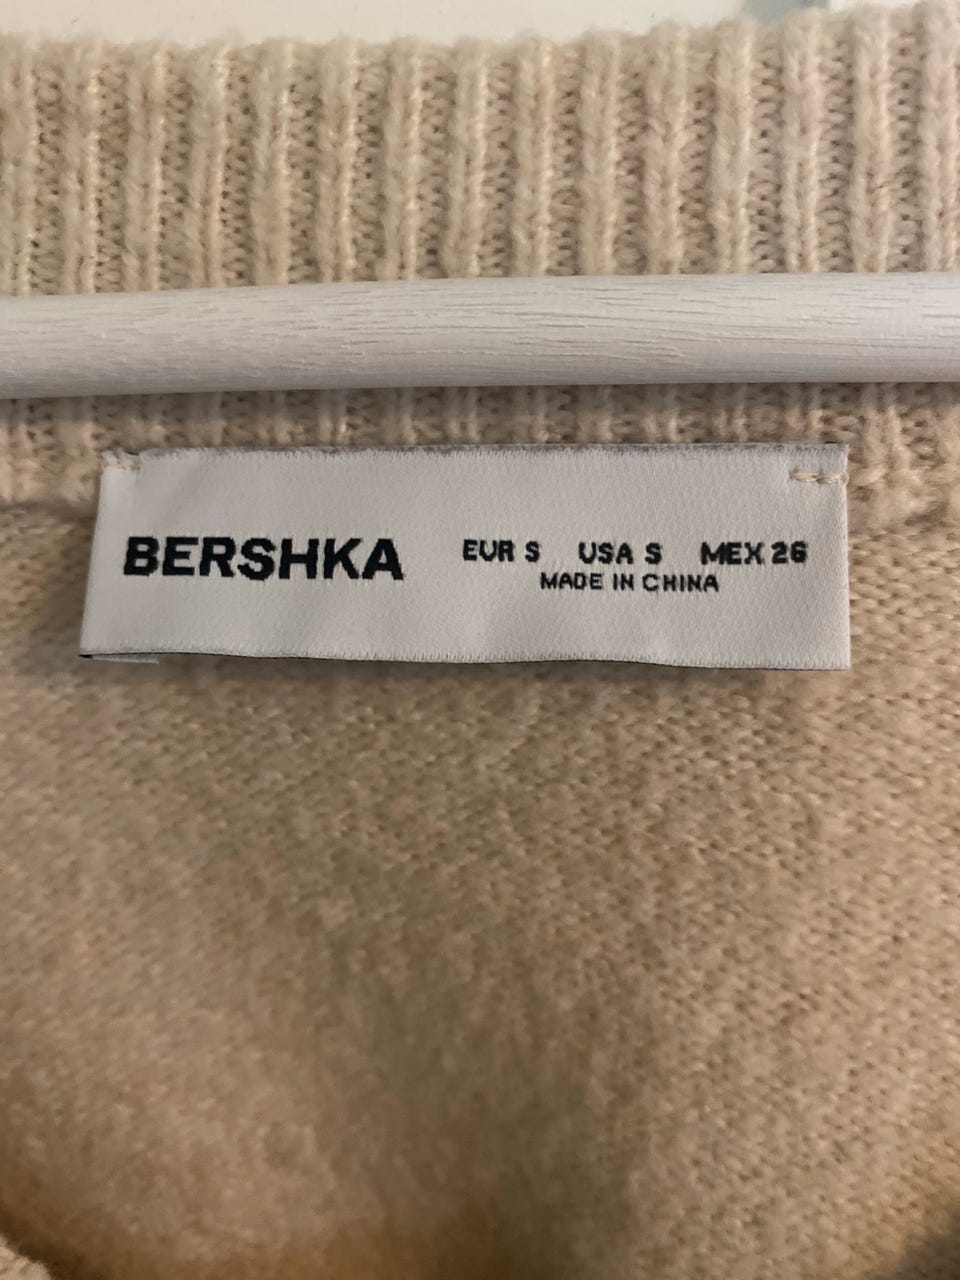 BERSHKA EUR S USA S MEX 26
MADE IN CHINA